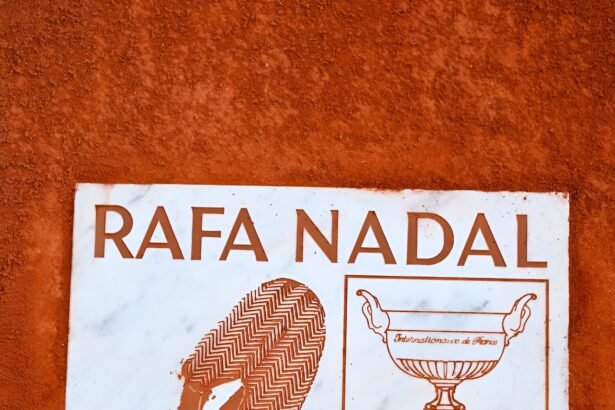 RAFA NADAL
Internationaux de France